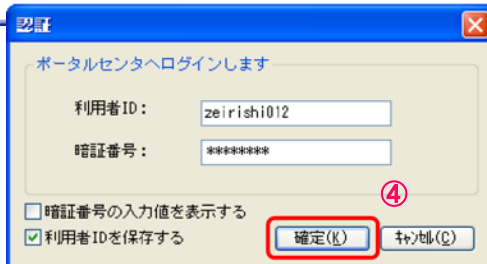 認証
ポータルセンタへログインします
利用者ID：
zeirishi012
暗証番号：
********
④
暗証番号の入力値を表示する
利用者IDを保存する
確定(K)
ｷｬﾝｾﾙ(C)